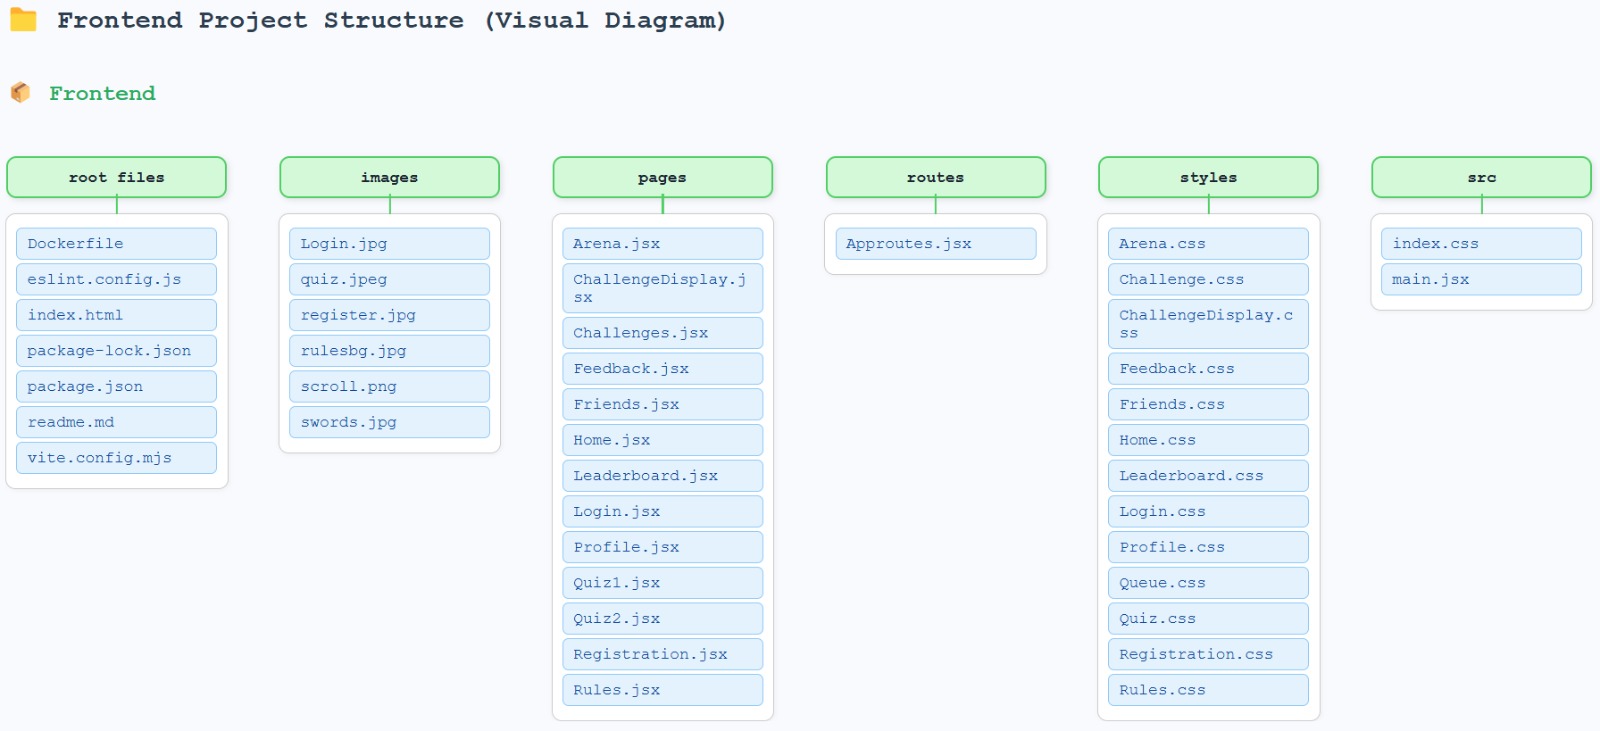 Frontend Project Structure (Visual Diagram)
Frontend
root files
Dockerfile
eslint.config.js
index.html
package-lock.json
package.json
readme.md
vite.config.mjs
images
Login.jpg
quiz.jpeg
register.jpg
rulesbg.jpg
scroll.png
swords.jpg
pages
Arena.jsx
ChallengeDisplay.j
sx
Challenges.jsx
Feedback.jsx
Friends.jsx
Home.jsx
Leaderboard.jsx
Login.jsx
Profile.jsx
Quiz1.jsx
Quiz2.jsx
Registration.jsx
Rules.jsx
routes
Approutes.jsx
styles
Arena.css
Challenge.css
ChallengeDisplay.c
ss
Feedback.css
Friends.css
Home.css
Leaderboard.css
Login.css
Profile.css
Queue.css
Quiz.css
Registration.css
Rules.css
src
index.css
main.jsx